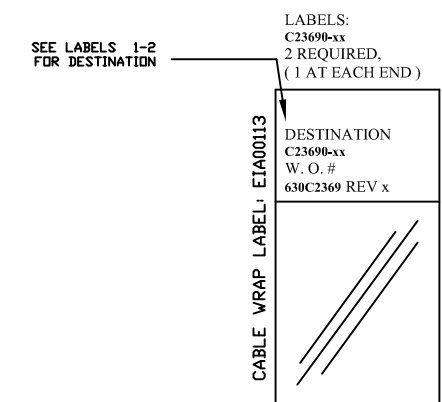 LABELS:
C23690-xx
2 REQUIRED,
( 1 AT EACH END )
SEE LABELS 1-2
FOR DESTINATION
DESTINATION
C23690-xx
W. O. #
630C2369 REV x
CABLE WRAP LABEL: EIA00113